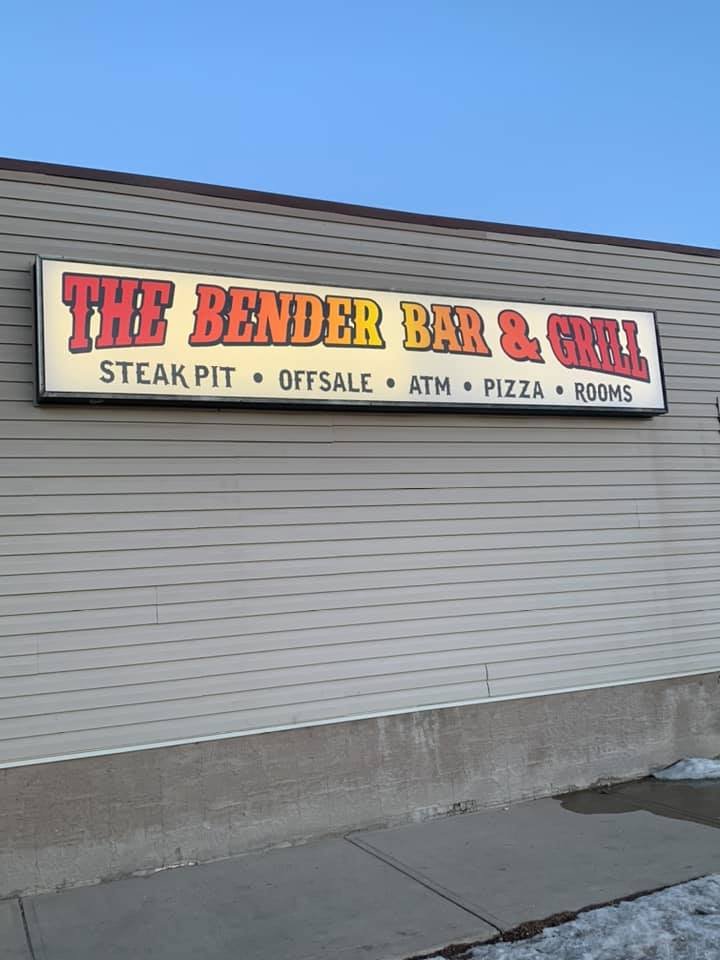 THE BENDER BAR & GRILL
STEAK PIT • OFFSALE • ATM • PIZZA • ROOMS